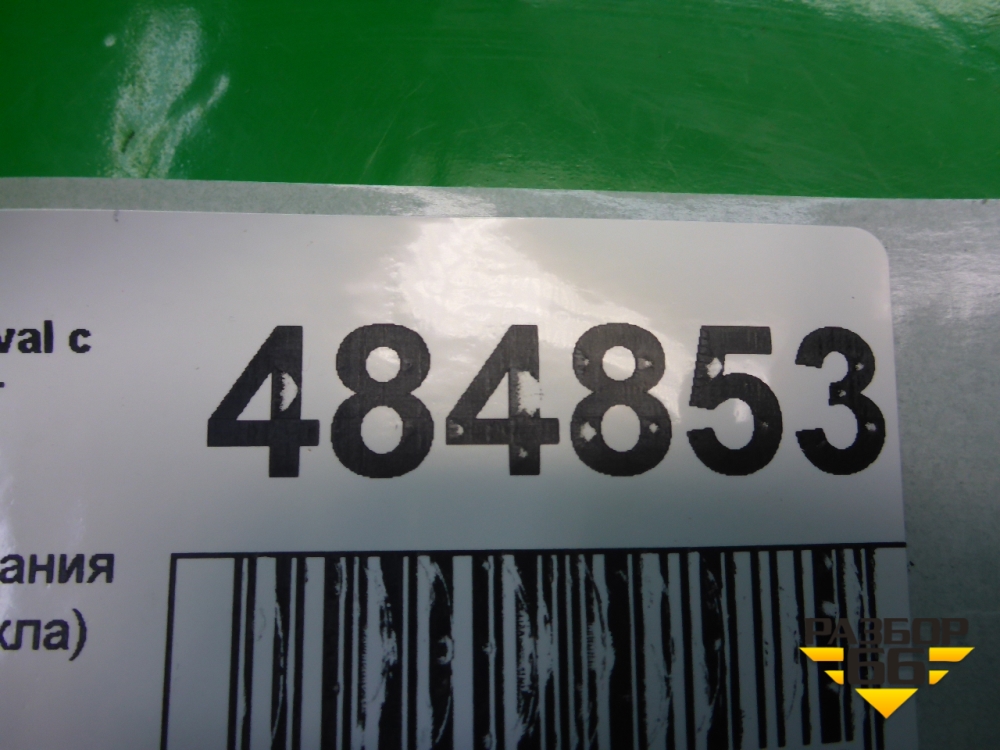 val с
484853
ания
кла)
РАЗБОР
66